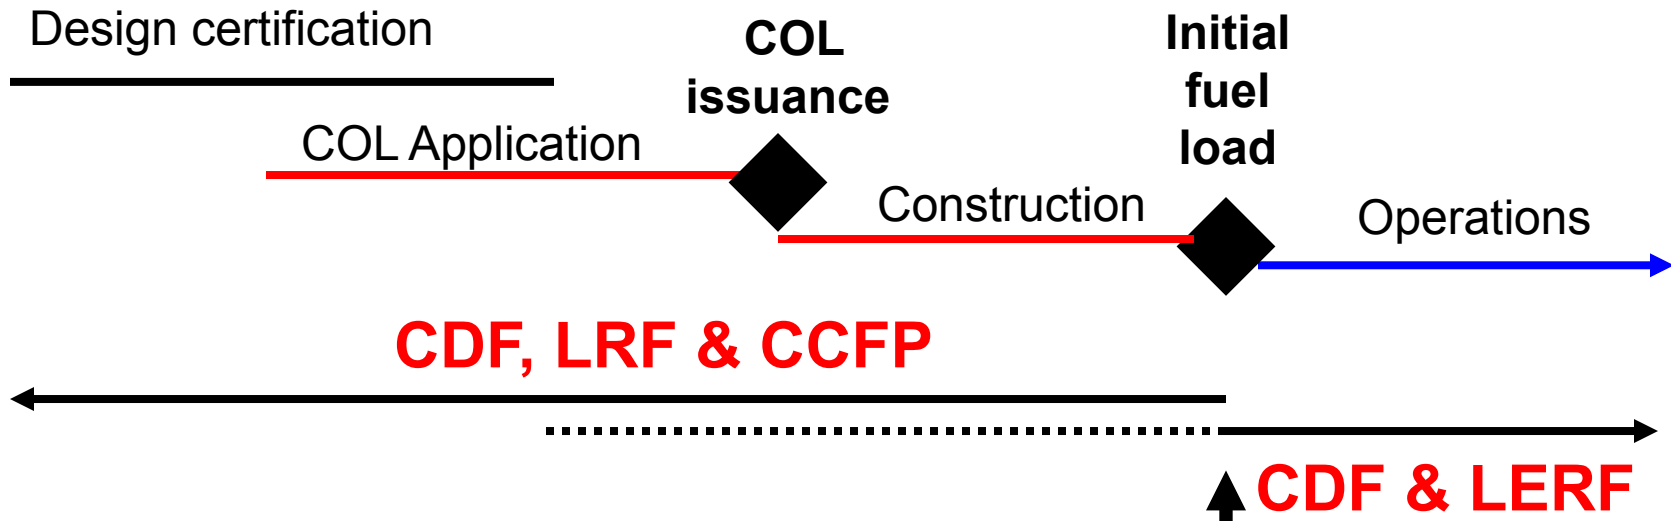 Design certification
COL
issuance
Initial
fuel
load
COL Application
Construction
Operations
CDF, LRF & CCFP
CDF & LERF